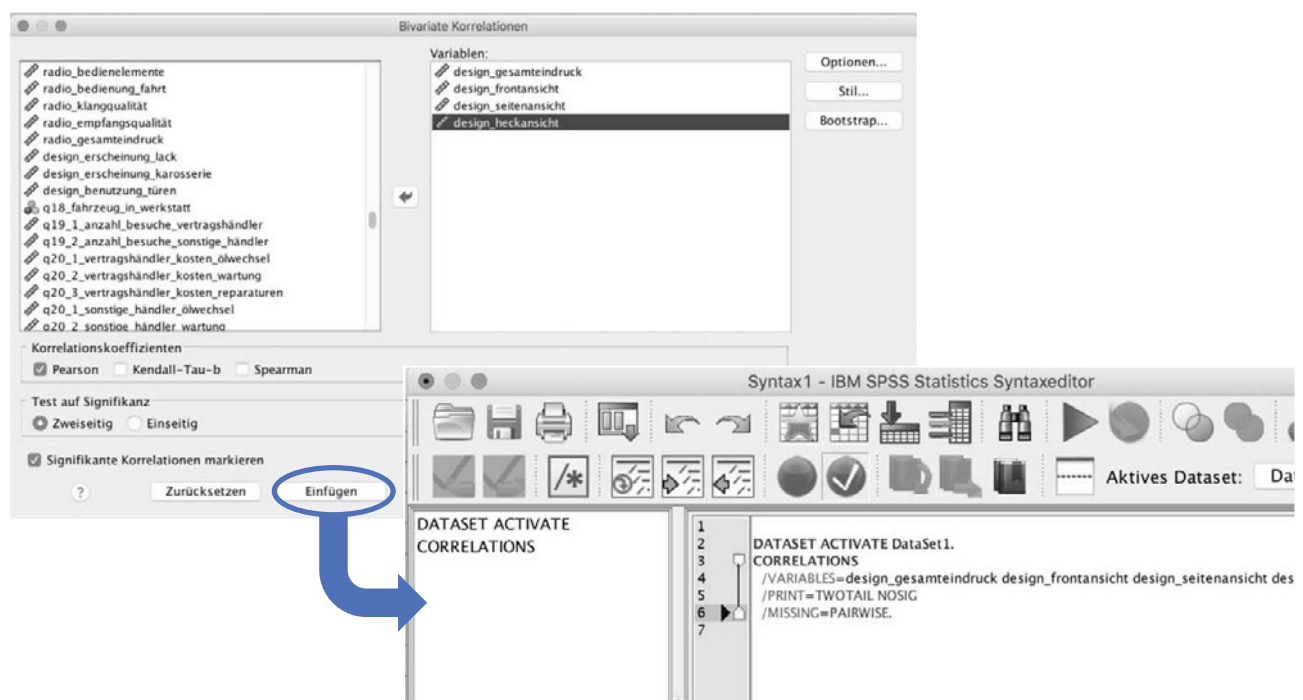 Bivariate Korrelationen
Variablen:
radio_bedienelemente
radio_bedienung_fahrt
radio_klangqualität
radio_empfangsqualität
radio_gesamteindruck
design_erscheinung_lack
design_erscheinung_karosserie
design_benutzung_türen
q18_fahrzeug_in_werkstatt
q19_1_anzahl_besuche_vertragshändler
q19_2_anzahl_besuche_sonstige_händler
q20_1_vertragshändler_kosten_ölwechsel
q20_2_vertragshändler_kosten_wartung
q20_3_vertragshändler_kosten_reparaturen
q20_1_sonstige_händler_ölwechsel
q20_2_sonstige_händler_wartung
design_gesamteindruck
design_frontansicht
design_seitenansicht
design_heckansicht
Optionen...
Stil...
Bootstrap...
Korrelationskoeffizienten
Pearson Kendall-Tau-b Spearman
Test auf Signifikanz
Zweiseitig Einseitig
Signifikante Korrelationen markieren
? Zurücksetzen Einfügen
Syntax1 - IBM SPSS Statistics Syntaxeditor
/*
Aktives Dataset: Dat
DATASET ACTIVATE
CORRELATIONS
1
2 DATASET ACTIVATE DataSet1.
3 CORRELATIONS
4 /VARIABLES=design_gesamteindruck design_frontansicht design_seitenansicht des
5 /PRINT=TWOTAIL NOSIG
6 /MISSING=PAIRWISE.
7